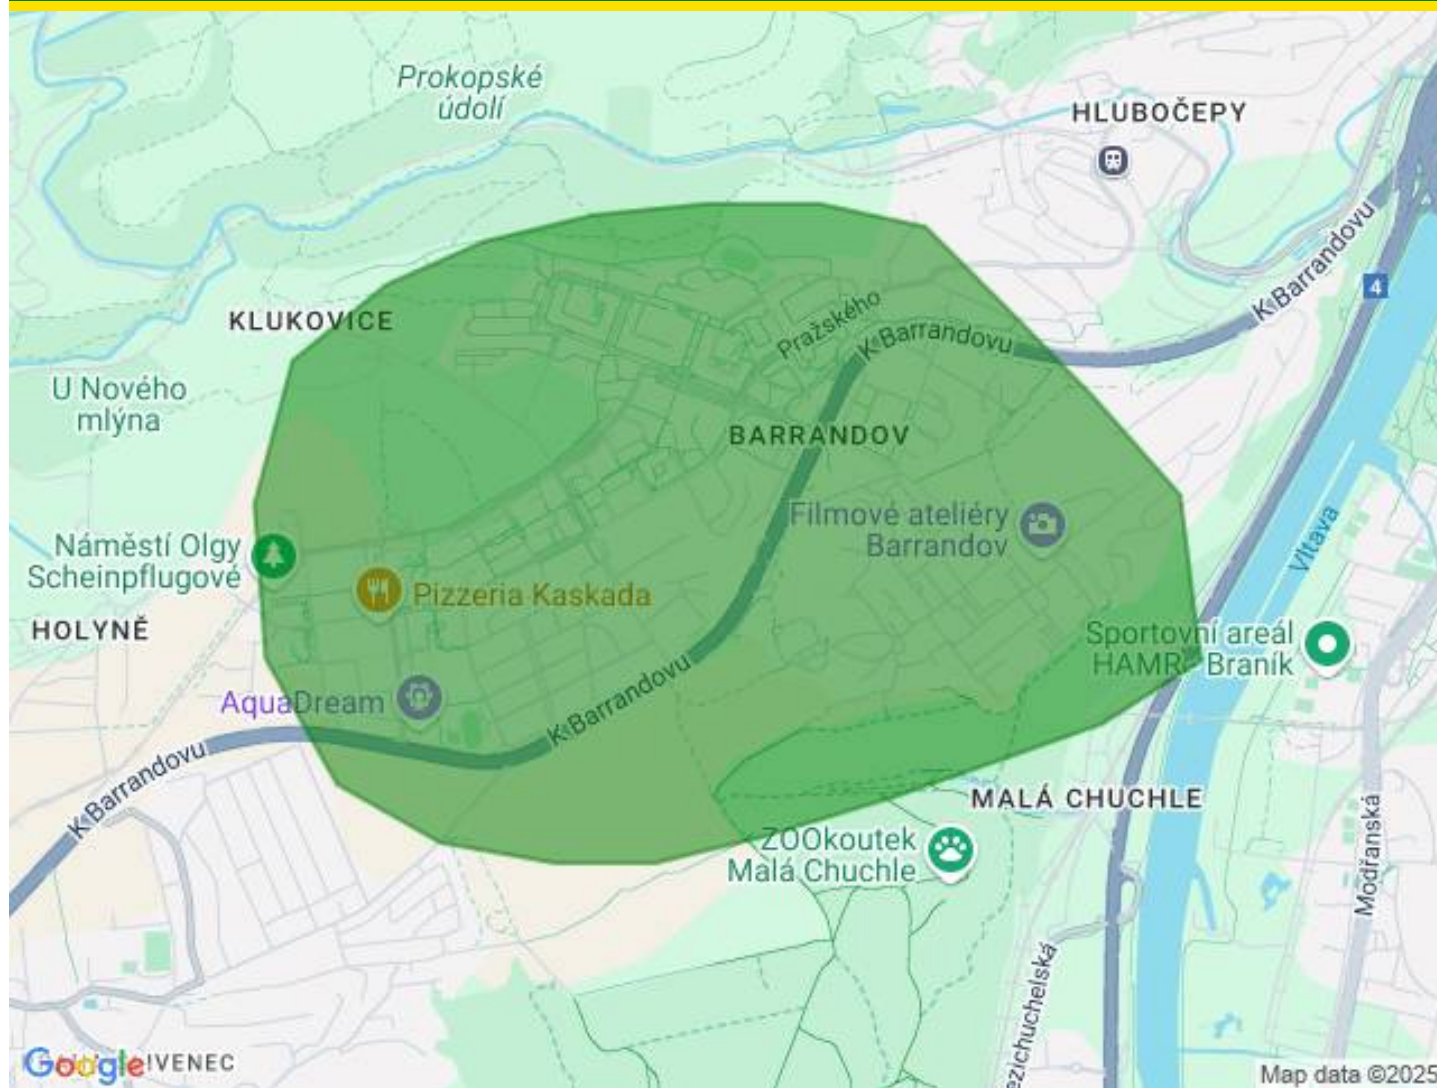 Prokopské
údolí
HLUBOČEPY
K Barrandovu
4
KLUKOVICE
Pražského
K Barrandovu
U Nového
mlýna
BARRANDOV
Filmové ateliéry
Barrandov
Vltava
Náměstí Olgy
Scheinpflugové
Pizzeria Kaskada
HOLYNĚ
Sportovní areál
HAMR - Braník
AquaDream
K Barrandovu
K Barrandovu
MALÁ CHUCHLE
ZOOkoutek
Malá Chuchle
Modřanská
ezichuchelská
Google
IVENEC
Map data ©2025